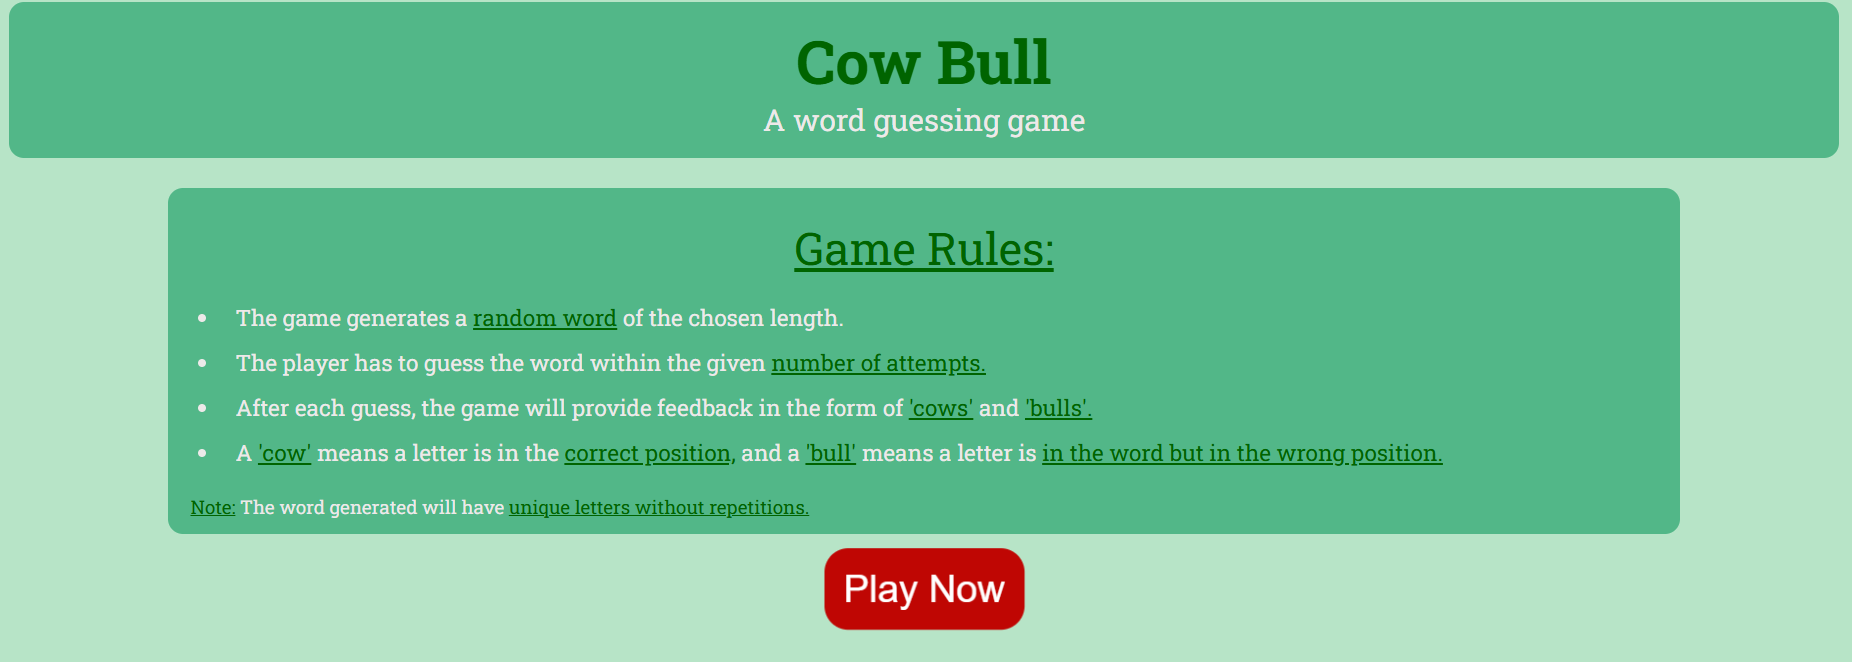 Cow Bull
A word guessing game
Game Rules:
• The game generates a random word of the chosen length.
• The player has to guess the word within the given number of attempts.
• After each guess, the game will provide feedback in the form of 'cows' and 'bulls'.
• A 'cow' means a letter is in the correct position, and a 'bull' means a letter is in the word but in the wrong position.
Note: The word generated will have unique letters without repetitions.
Play Now